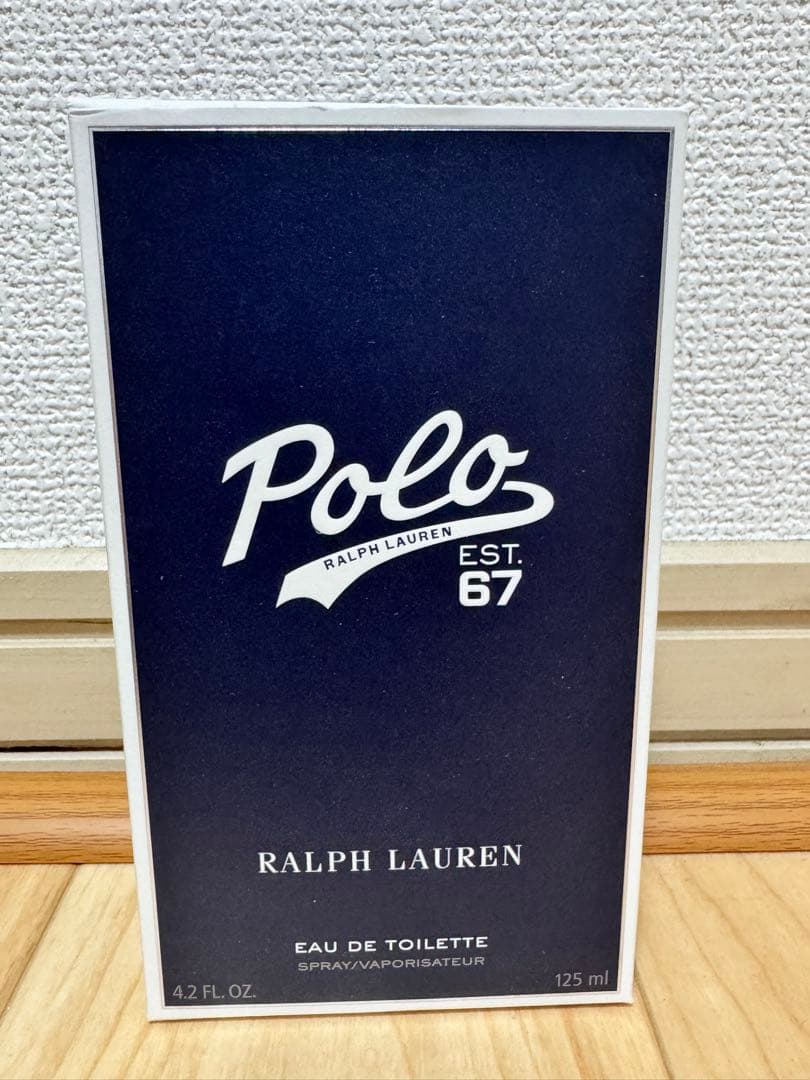 Polo
RALPH LAUREN
EST.
67
RALPH LAUREN
EAU DE TOILETTE
SPRAY/VAPORISATEUR
4.2 FL. OZ. 125 ml